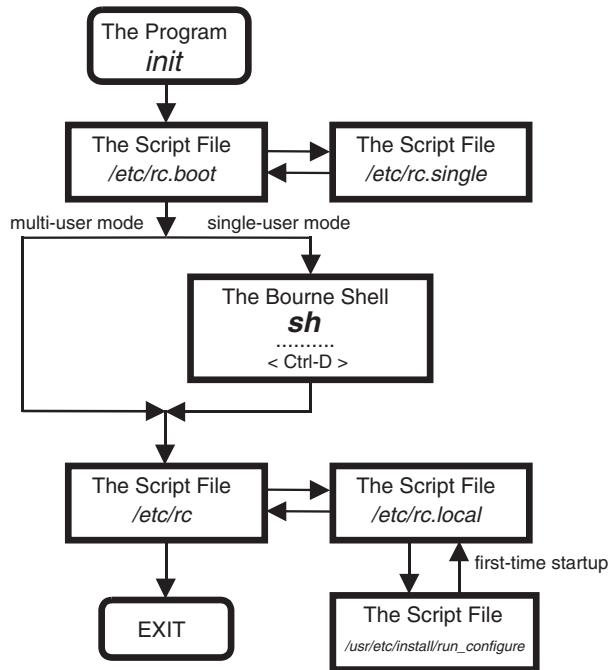 The Program
init
The Script File
/etc/rc.boot
The Script File
/etc/rc.single
multi-user mode
single-user mode
The Bourne Shell
sh
..........
< Ctrl-D >
The Script File
/etc/rc
The Script File
/etc/rc.local
first-time startup
EXIT
The Script File
/usr/etc/install/run_configure